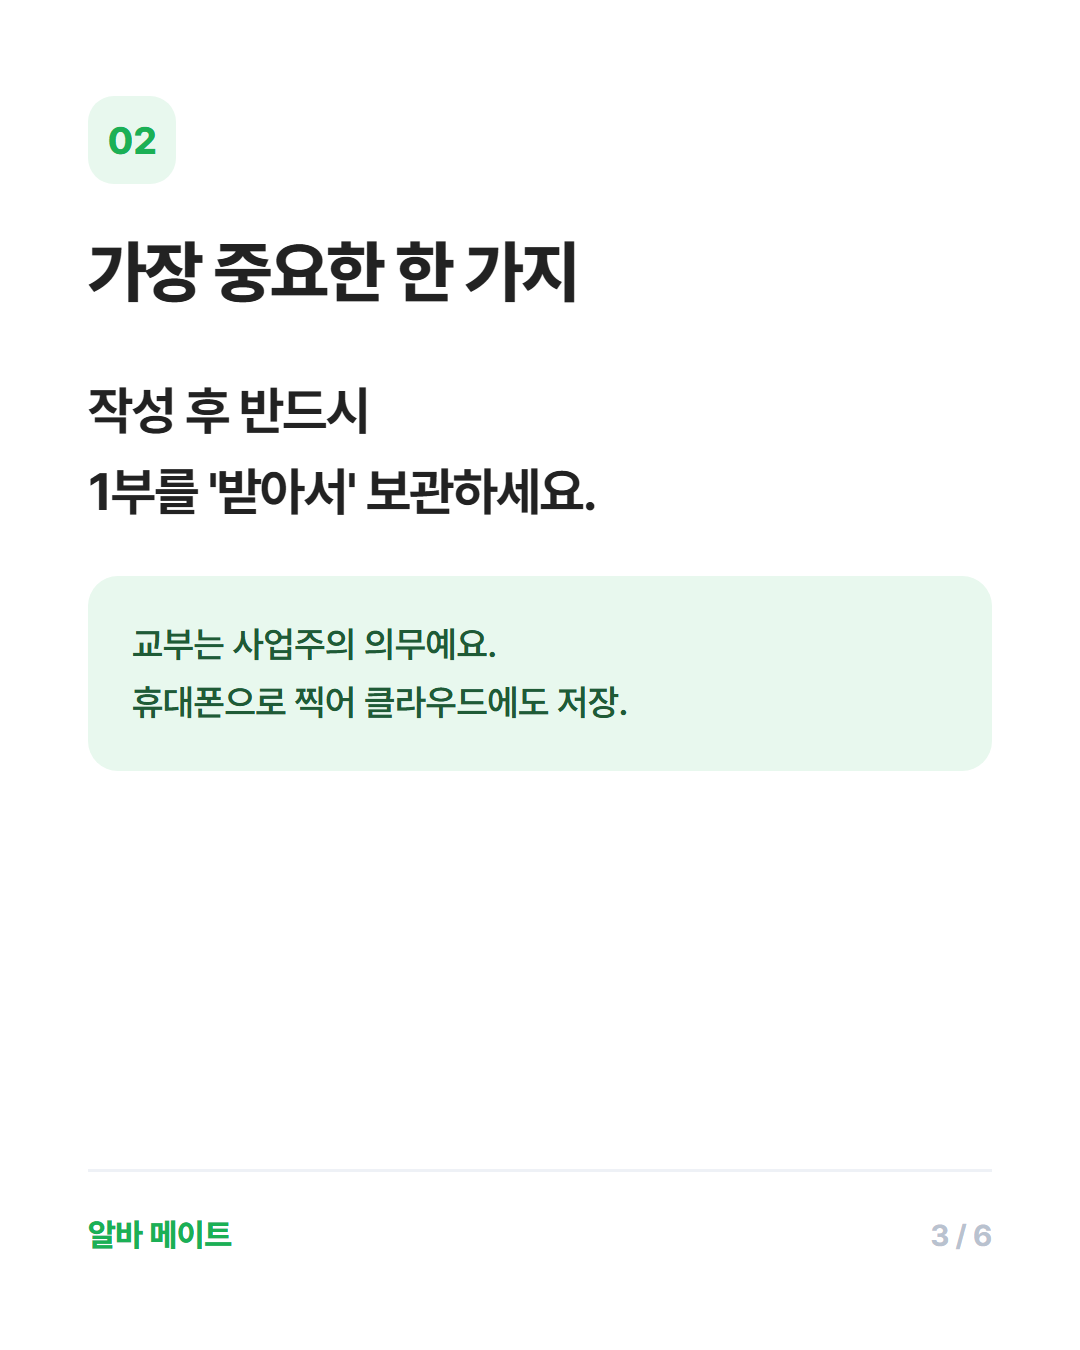 02
가장 중요한 한 가지
작성 후 반드시
1부를 '받아서' 보관하세요.
교부는 사업주의 의무예요.
휴대폰으로 찍어 클라우드에도 저장.
알바 메이트
3 / 6